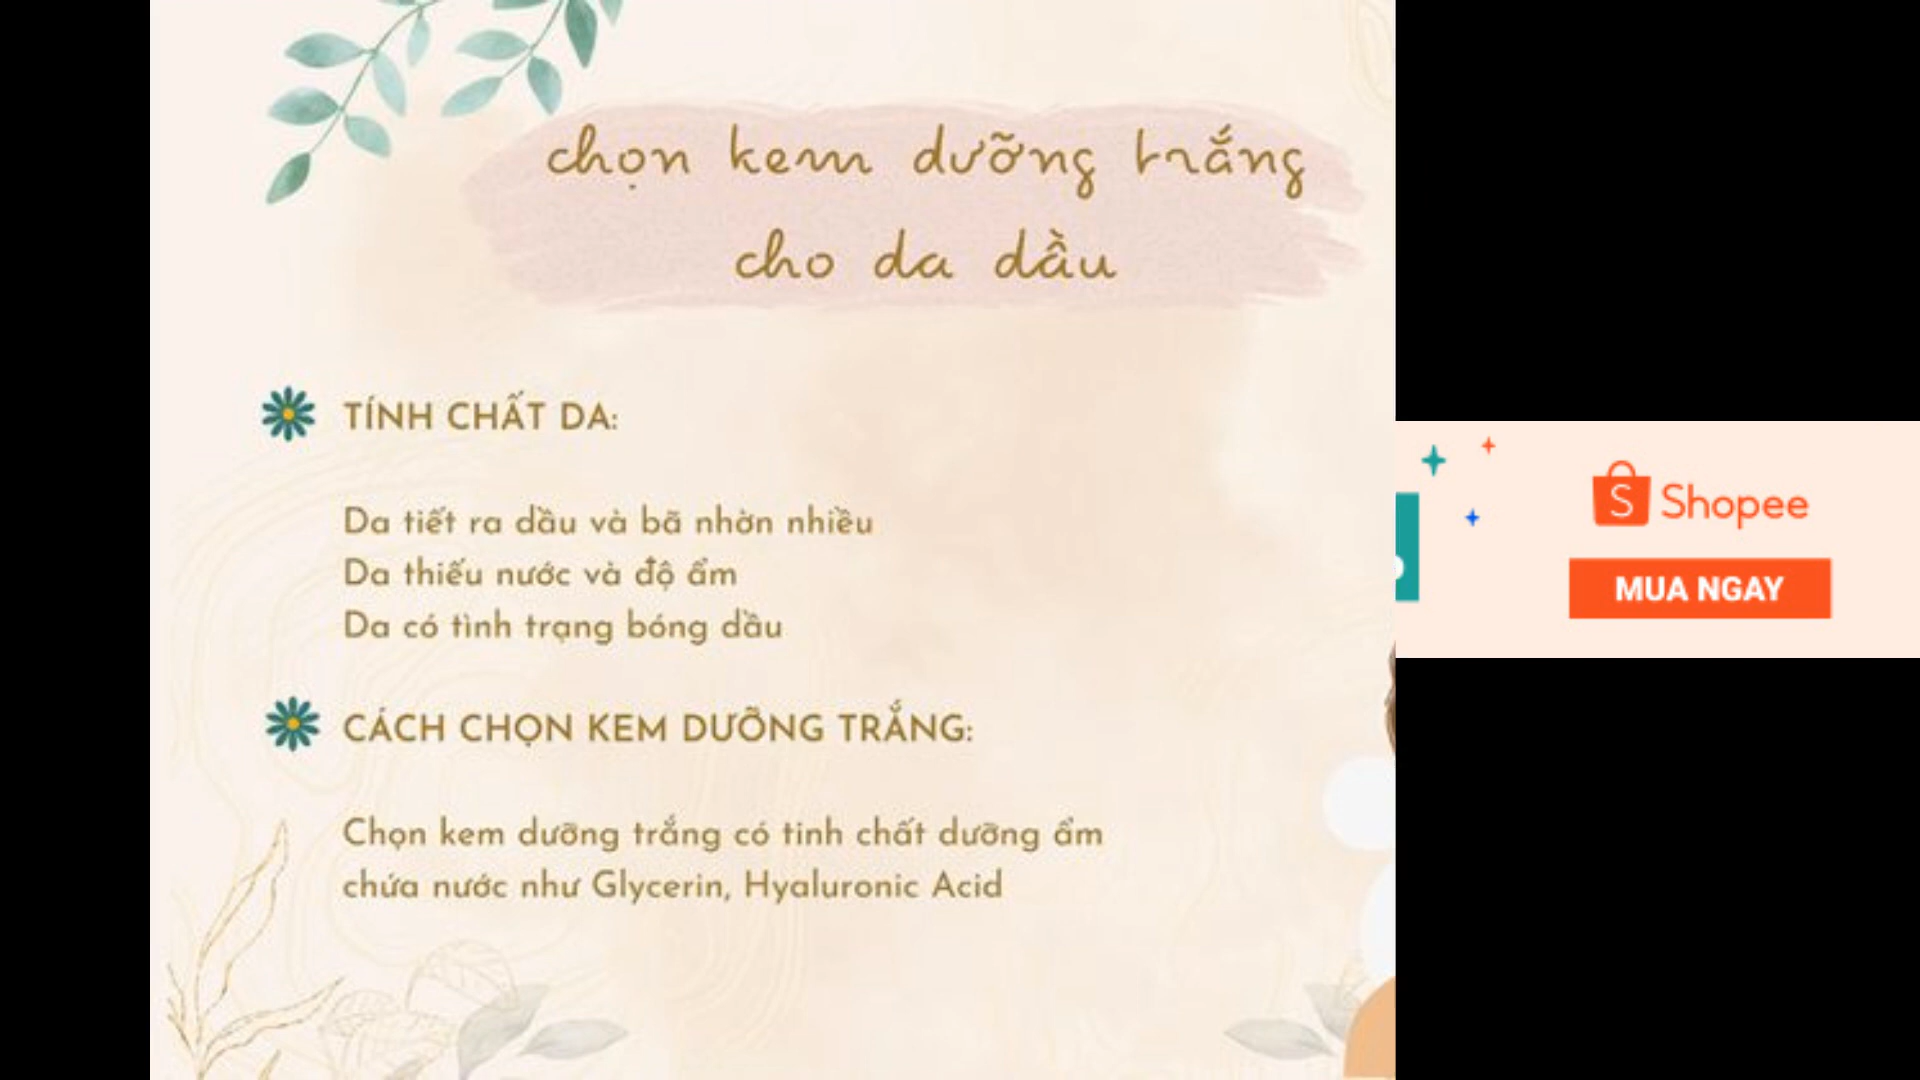 chọn kem dưỡng trắng
cho da dầu
TÍNH CHẤT DA:
Da tiết ra dầu và bã nhờn nhiều
Da thiếu nước và độ ẩm
Da có tình trạng bóng dầu
CÁCH CHỌN KEM DƯỠNG TRẮNG:
Chọn kem dưỡng trắng có tinh chất dưỡng ẩm
chứa nước như Glycerin, Hyaluronic Acid
Shopee
MUA NGAY